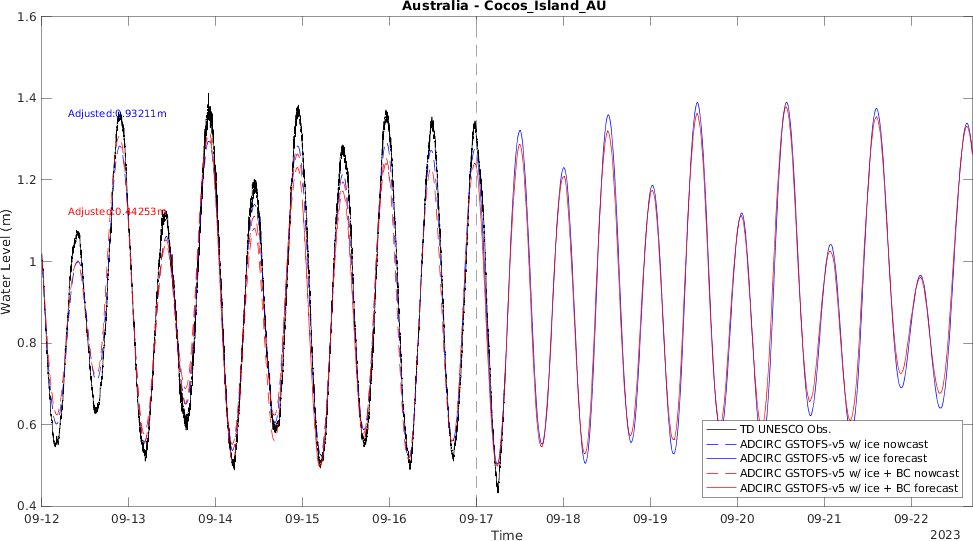 Australia - Cocos_Island_AU
1.6
1.4
1.2
1
0.8
0.6
0.4
Water Level (m)
Adjusted:0.93211m
Adjusted:0.44253m
TD UNESCO Obs.
ADCIRC GSTOFS-v5 w/ ice nowcast
ADCIRC GSTOFS-v5 w/ ice forecast
ADCIRC GSTOFS-v5 w/ ice + BC nowcast
ADCIRC GSTOFS-v5 w/ ice + BC forecast
09-12 09-13 09-14 09-15 09-16 09-17 09-18 09-19 09-20 09-21 09-22
Time
2023